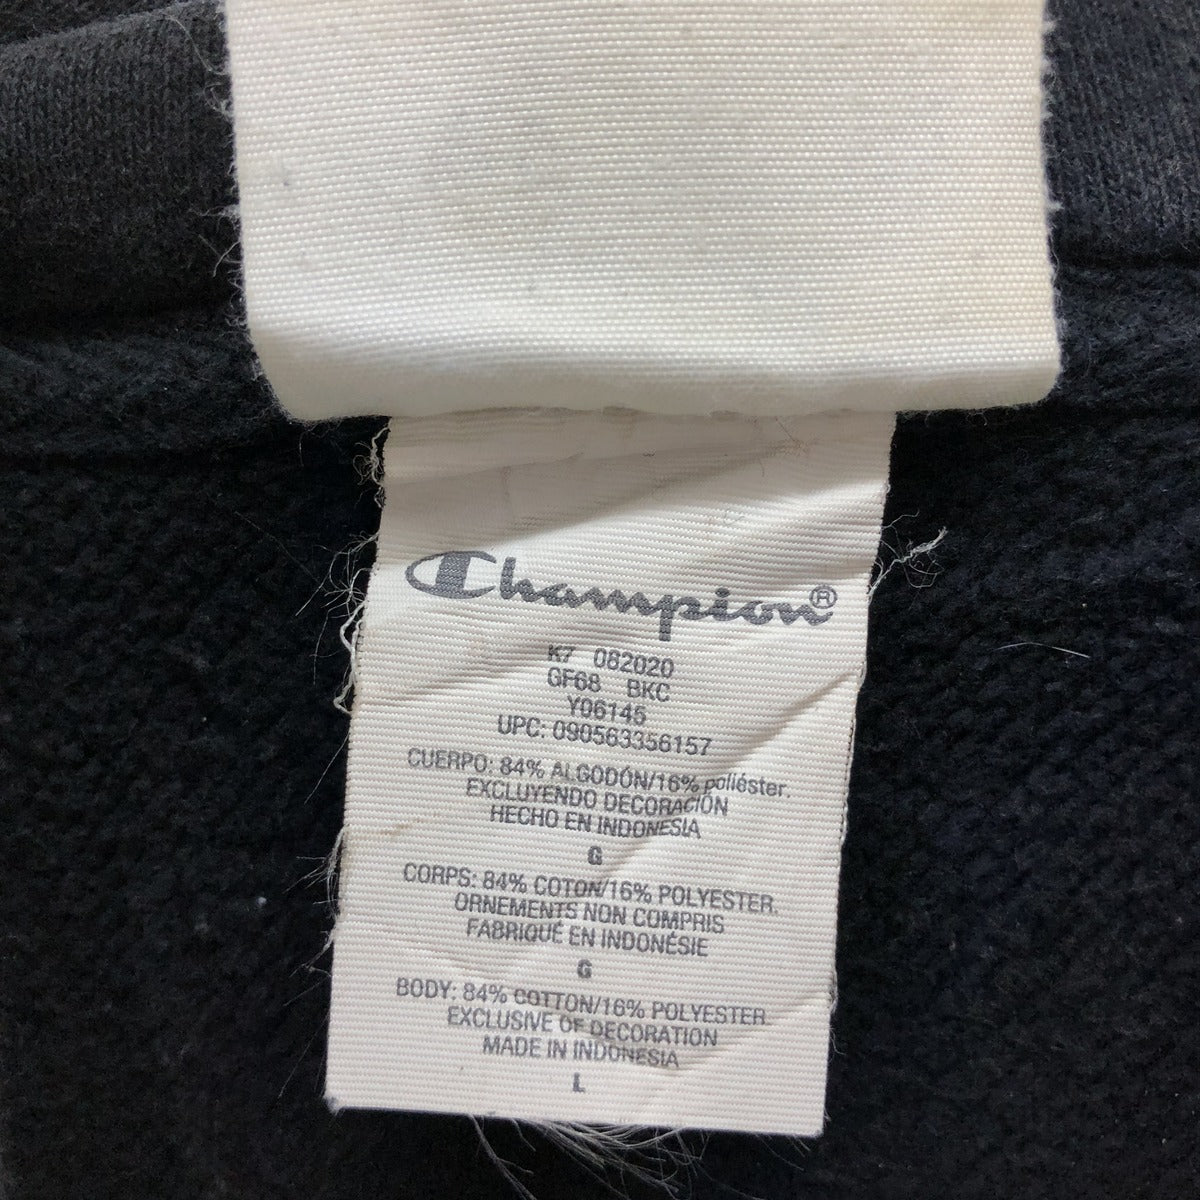 Champion®
K7 082020
GF68 BKC
Y06145
UPC: 090563356157
CUERPO: 84% ALGODÓN/16% poliéster.
EXCLUYENDO DECORACIÓN
HECHO EN INDONESIA
G
CORPS: 84% COTON/16% POLYESTER.
ORNEMENTS NON COMPRIS
FABRIQUÉ EN INDONÉSIE
G
BODY: 84% COTTON/16% POLYESTER.
EXCLUSIVE OF DECORATION
MADE IN INDONESIA
L